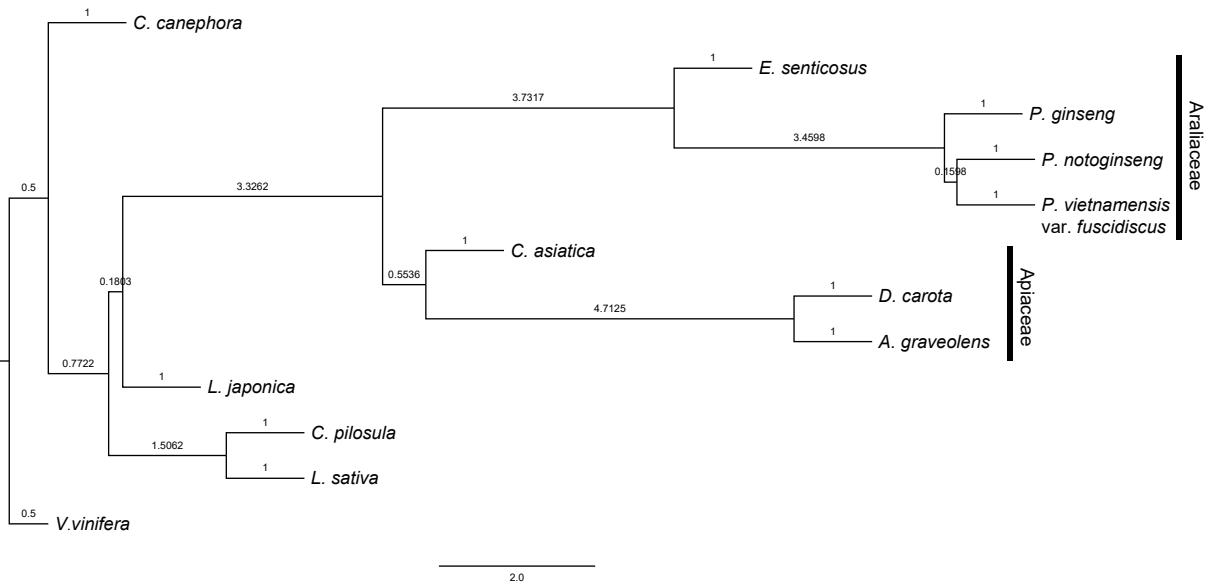 1
C. canephora
1
E. senticosus
3.7317
1
P. ginseng
3.4598
1
P. notoginseng
0.1598
1
P. vietnamensis
var. fuscidiscus
Araliaceae
0.5
3.3262
1
C. asiatica
0.5536
0.1803
1
D. carota
4.7125
1
A. graveolens
Apiaceae
0.7722
1
L. japonica
1
C. pilosula
1.5062
1
L. sativa
0.5
V.vinifera
2.0